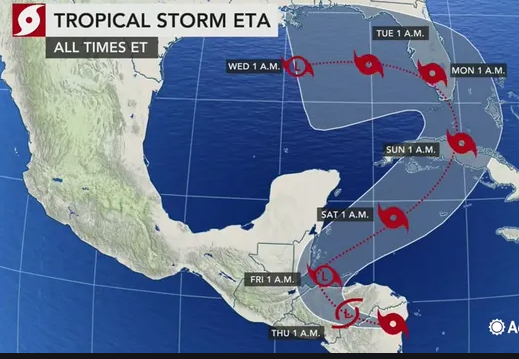 TROPICAL STORM ETA
ALL TIMES ET
TUE 1 A.M.
WED 1 A.M.
MON 1 A.M.
SUN 1 A.M.
SAT 1 A.M.
FRI 1 A.M.
L
L
THU 1 A.M.
L